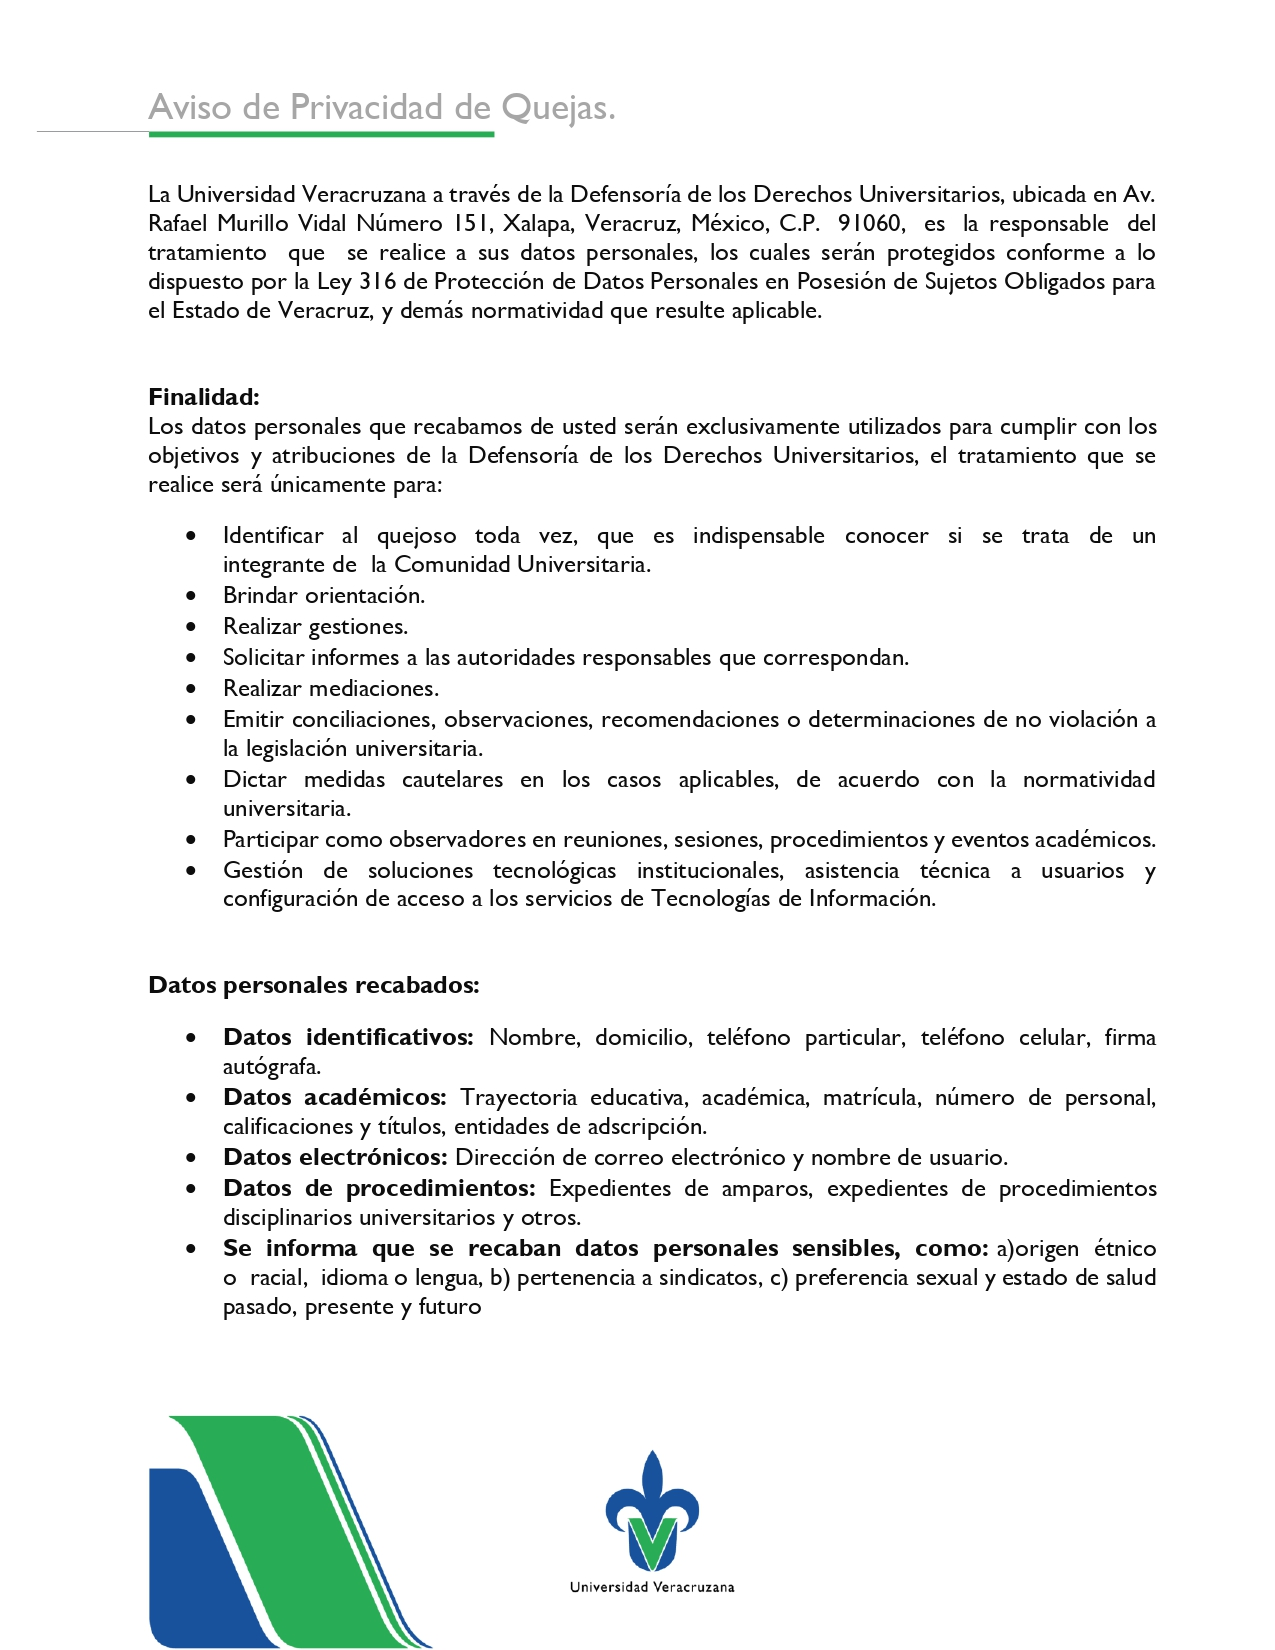 Aviso de Privacidad de Quejas.
La Universidad Veracruzana a través de la Defensoría de los Derechos Universitarios, ubicada en Av.
Rafael Murillo Vidal Número 151, Xalapa, Veracruz, México, C.P. 91060, es la responsable del
tratamiento que se realice a sus datos personales, los cuales serán protegidos conforme a lo
dispuesto por la Ley 316 de Protección de Datos Personales en Posesión de Sujetos Obligados para
el Estado de Veracruz, y demás normatividad que resulte aplicable.
Finalidad:
Los datos personales que recabamos de usted serán exclusivamente utilizados para cumplir con los
objetivos y atribuciones de la Defensoría de los Derechos Universitarios, el tratamiento que se
realice será únicamente para:
• Identificar al quejoso toda vez, que es indispensable conocer si se trata de un
integrante de la Comunidad Universitaria.
• Brindar orientación.
• Realizar gestiones.
• Solicitar informes a las autoridades responsables que correspondan.
• Realizar mediaciones.
• Emitir conciliaciones, observaciones, recomendaciones o determinaciones de no violación a
la legislación universitaria.
• Dictar medidas cautelares en los casos aplicables, de acuerdo con la normatividad
universitaria.
• Participar como observadores en reuniones, sesiones, procedimientos y eventos académicos.
• Gestión de soluciones tecnológicas institucionales, asistencia técnica a usuarios y
configuración de acceso a los servicios de Tecnologías de Información.
Datos personales recabados:
• Datos identificativos: Nombre, domicilio, teléfono particular, teléfono celular, firma
autógrafa.
• Datos académicos: Trayectoria educativa, académica, matrícula, número de personal,
calificaciones y títulos, entidades de adscripción.
• Datos electrónicos: Dirección de correo electrónico y nombre de usuario.
• Datos de procedimientos: Expedientes de amparos, expedientes de procedimientos
disciplinarios universitarios y otros.
• Se informa que se recaban datos personales sensibles, como: a)origen étnico
o racial, idioma o lengua, b) pertenencia a sindicatos, c) preferencia sexual y estado de salud
pasado, presente y futuro
Universidad Veracruzana